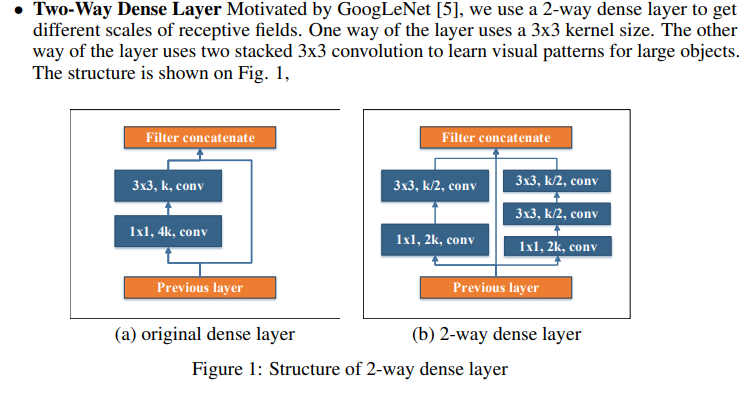 • Two-Way Dense Layer Motivated by GoogLeNet [5], we use a 2-way dense layer to get
different scales of receptive fields. One way of the layer uses a 3x3 kernel size. The other
way of the layer uses two stacked 3x3 convolution to learn visual patterns for large objects.
The structure is shown on Fig. 1,
Filter concatenate
3x3, k, conv
1x1, 4k, conv
Previous layer
(a) original dense layer
Filter concatenate
3x3, k/2, conv
1x1, 2k, conv
3x3, k/2, conv
3x3, k/2, conv
1x1, 2k, conv
Previous layer
(b) 2-way dense layer
Figure 1: Structure of 2-way dense layer